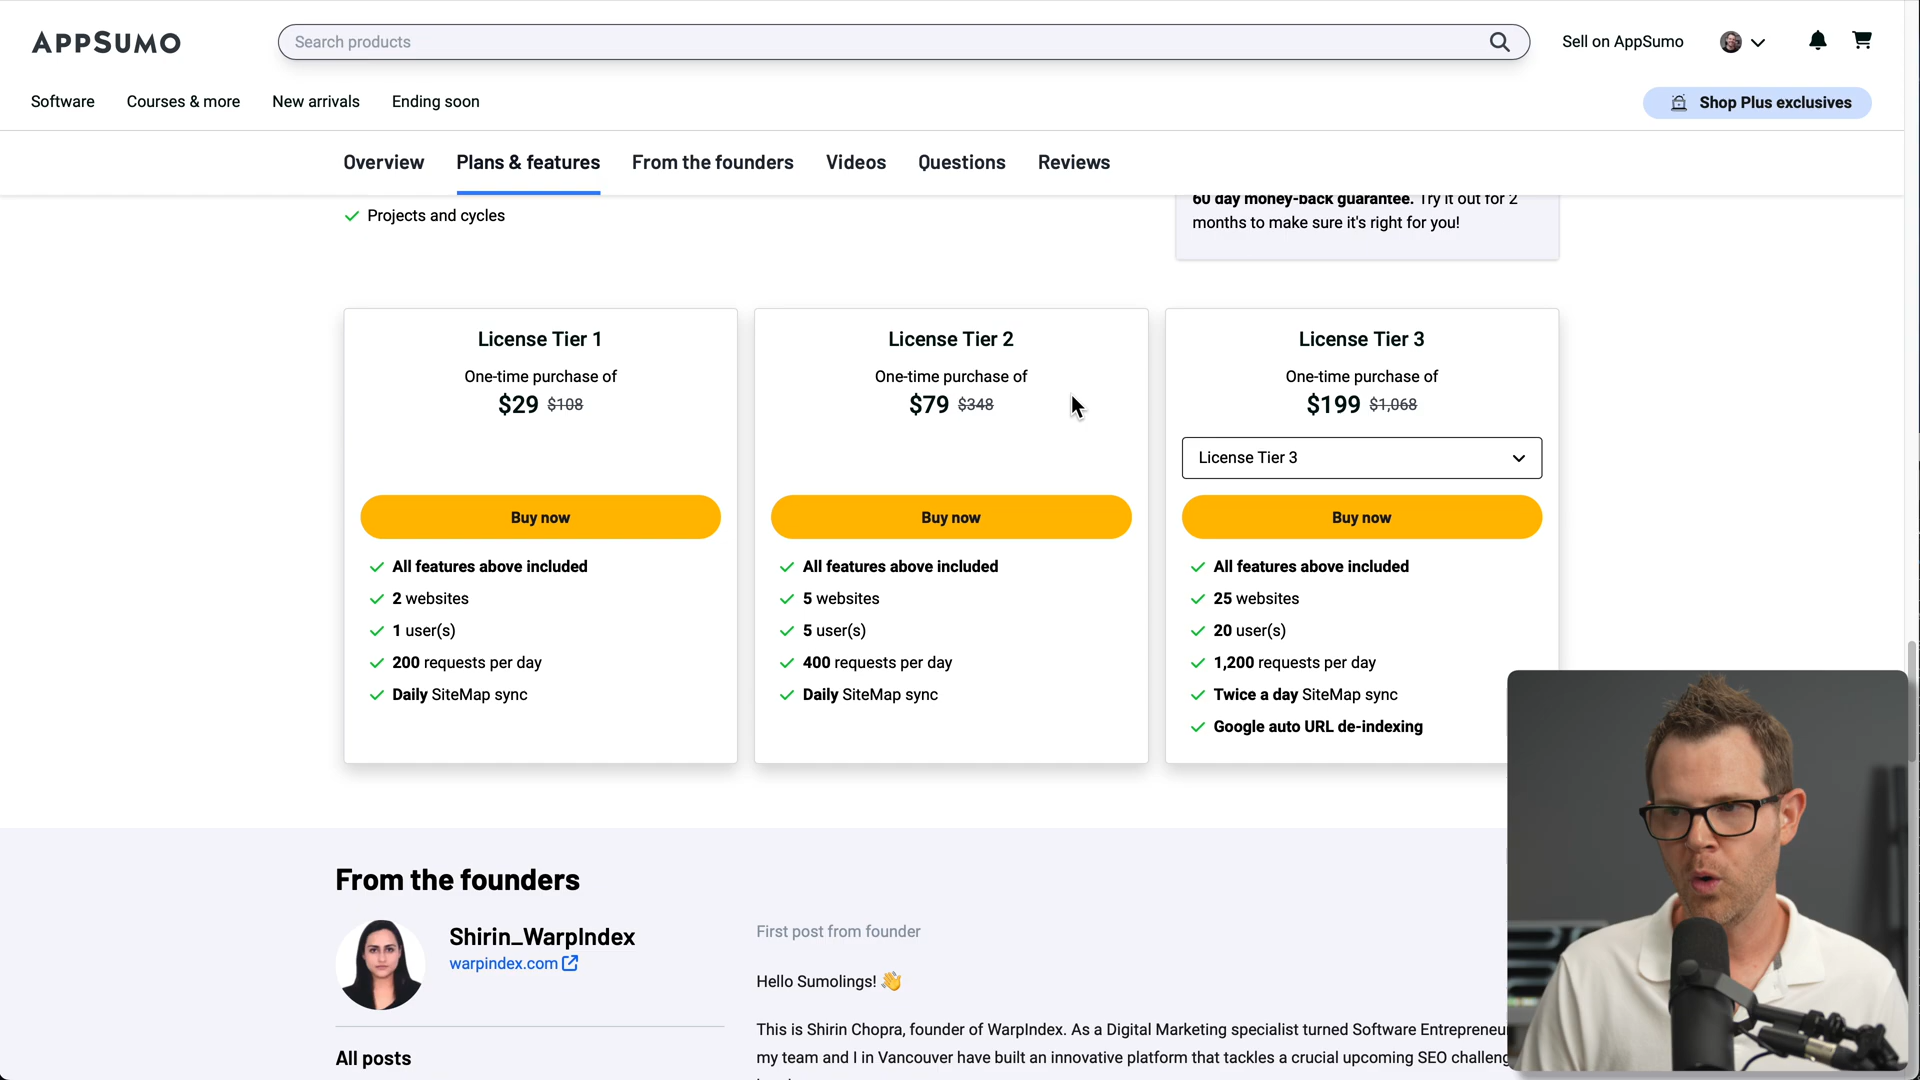 APPSUMO
Search products
Sell on AppSumo
Software
Courses & more
New arrivals
Ending soon
Shop Plus exclusives
Overview
Plans & features
From the founders
Videos
Questions
Reviews
Projects and cycles
60 day money-back guarantee. Try it out for 2
months to make sure it's right for you!
License Tier 1
One-time purchase of
$29 $108
Buy now
All features above included
2 websites
1 user(s)
200 requests per day
Daily SiteMap sync
License Tier 2
One-time purchase of
$79 $348
Buy now
All features above included
5 websites
5 user(s)
400 requests per day
Daily SiteMap sync
License Tier 3
One-time purchase of
$199 $1,068
License Tier 3
Buy now
All features above included
25 websites
20 user(s)
1,200 requests per day
Twice a day SiteMap sync
Google auto URL de-indexing
From the founders
Shirin_WarpIndex
warpindex.com
All posts
First post from founder
Hello Sumolings! 👋
This is Shirin Chopra, founder of WarpIndex. As a Digital Marketing specialist turned Software Entrepreneu
my team and I in Vancouver have built an innovative platform that tackles a crucial upcoming SEO challeng